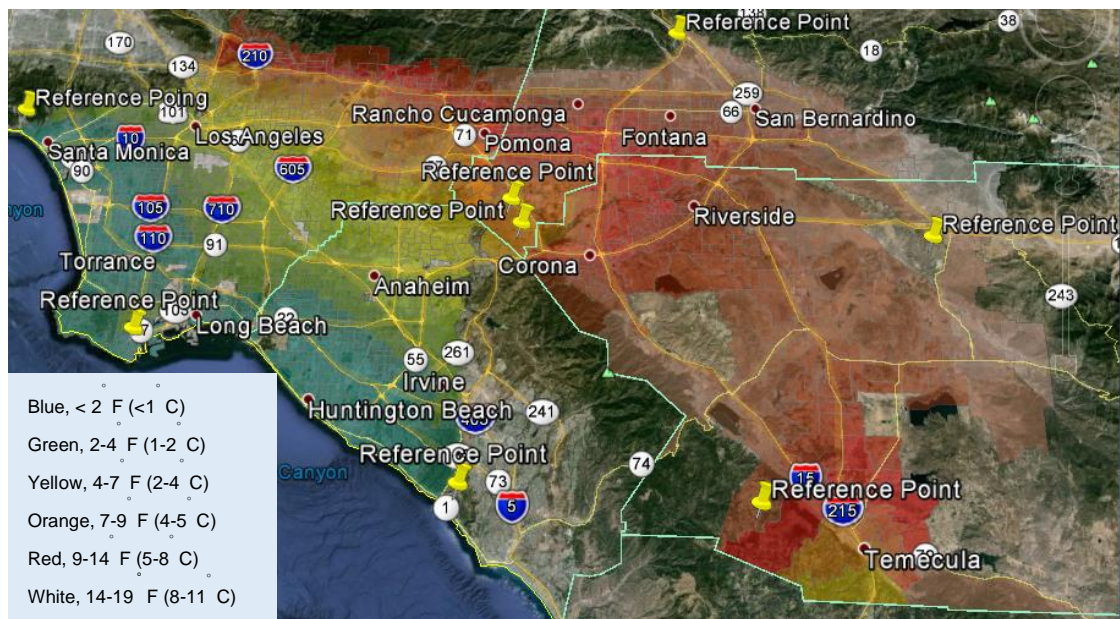 138
Reference Point
38
170
210
18
134
Reference Poing
101
259
Rancho Cucamonga
66
San Bernardino
10
Los Angeles
71
Pomona
Fontana
Santa Monica
605
90
Reference Point
anyon
105
710
Reference Point
Riverside
110
91
Reference Point
Torrance
Corona
Anaheim
243
Reference Point
103
Long Beach
22
55
261
Irvine
Huntington Beach
405
241
Canyon
Reference Point
74
73
1
5
15
Reference Point
215
Temecula
Blue, < 2 °F (<1 °C)
Green, 2-4 °F (1-2 °C)
Yellow, 4-7 °F (2-4 °C)
Orange, 7-9 °F (4-5 °C)
Red, 9-14 °F (5-8 °C)
White, 14-19 °F (8-11 °C)